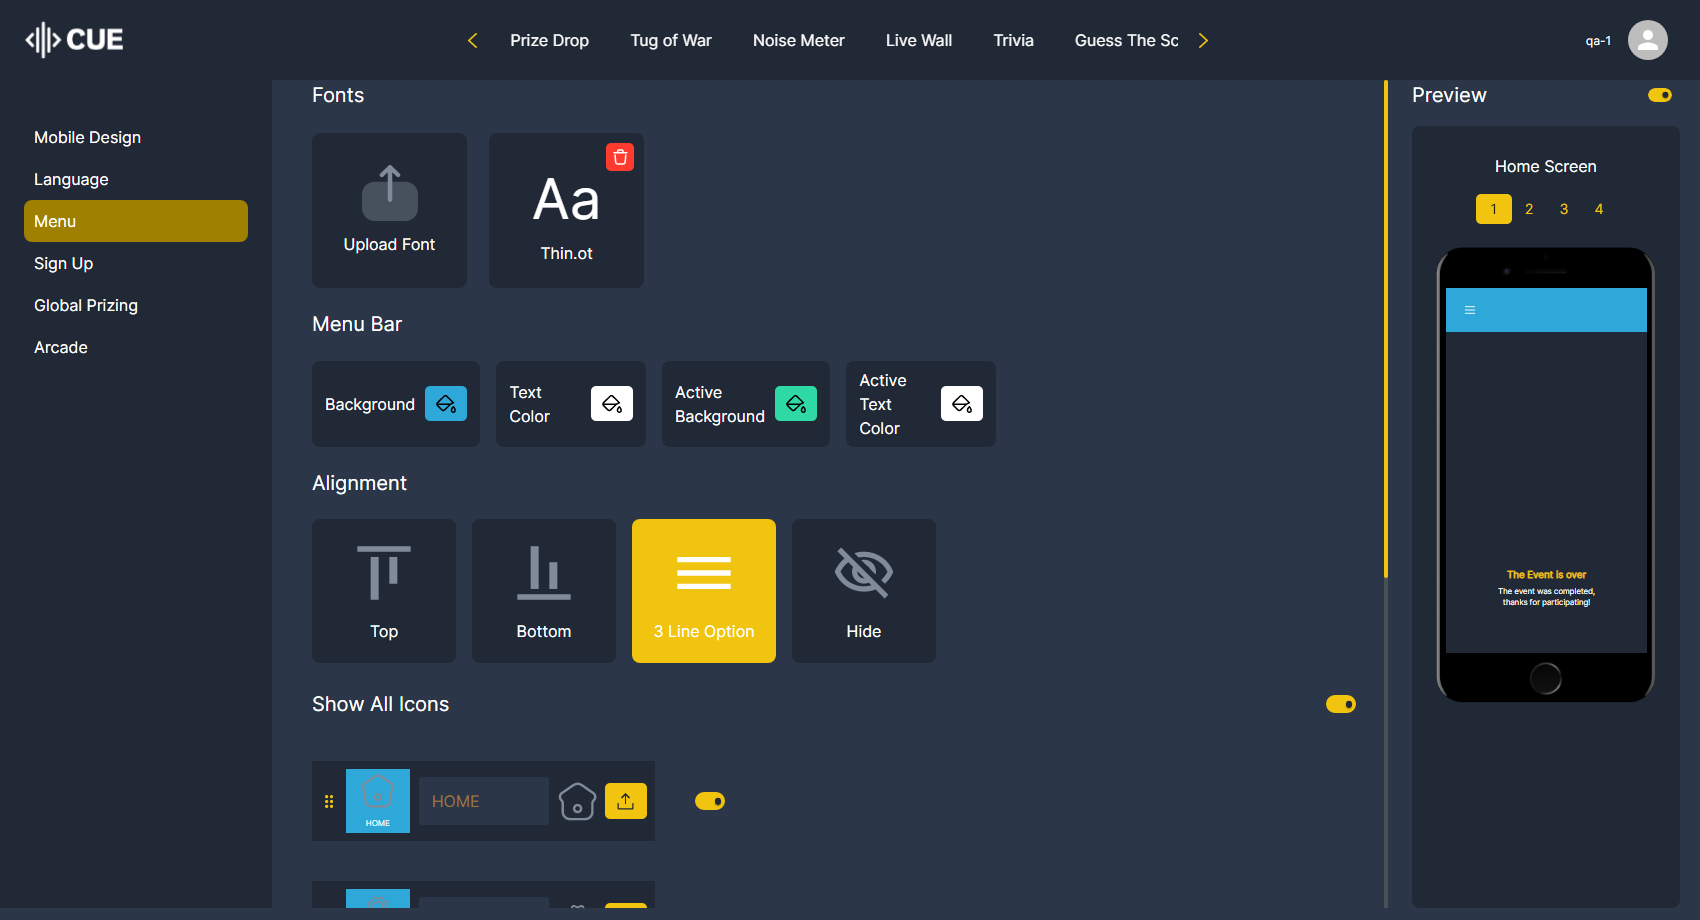 CUE
Prize Drop
Tug of War
Noise Meter
Live Wall
Trivia
Guess The Sc
qa-1
Mobile Design
Language
Menu
Sign Up
Global Prizing
Arcade
Fonts
Upload Font
Aa
Thin.ot
Menu Bar
Background
Text
Color
Active
Background
Active
Text
Color
Alignment
Top
Bottom
3 Line Option
Hide
Show All Icons
HOME
HOME
Preview
Home Screen
1 2 3 4
The Event is over
The event was completed,
thanks for participating!